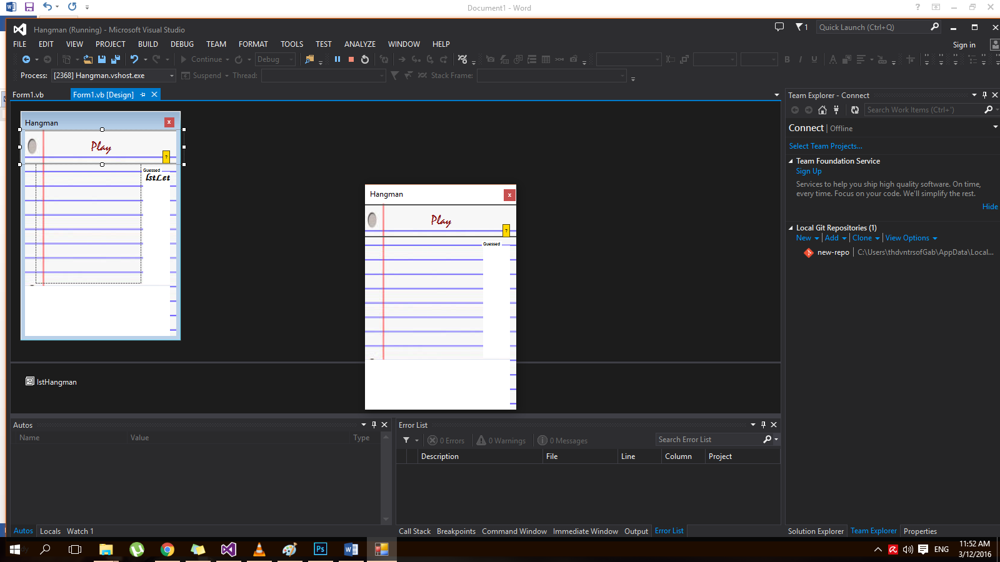 Document1 - Word
Hangman (Running) - Microsoft Visual Studio
1
Quick Launch (Ctrl+Q)
FILE EDIT VIEW PROJECT BUILD DEBUG TEAM FORMAT TOOLS TEST ANALYZE WINDOW HELP
Sign in
Continue
Debug
Process: [2368] Hangman.vshost.exe Suspend Thread: Stack Frame:
Form1.vb Form1.vb [Design]
Hangman
Play
?
Guessed
lstLet
Hangman
Play
?
Guessed
lstHangman
Team Explorer - Connect
Search Work Items (Ctrl+')
Connect | Offline
Select Team Projects...
Team Foundation Service
Sign Up
Services to help you ship high quality software. On time,
every time. Focus on your code. We'll simplify the rest.
Hide
Local Git Repositories (1)
New | Add | Clone | View Options
new-repo | C:\Users\thdvntrsofGab\AppData\Local...
Autos
Name Value Type
Error List
0 Errors 0 Warnings 0 Messages
Search Error List
Description File Line Column Project
Autos Locals Watch 1
Call Stack Breakpoints Command Window Immediate Window Output Error List
Solution Explorer Team Explorer Properties
ENG
11:52 AM
3/12/2016